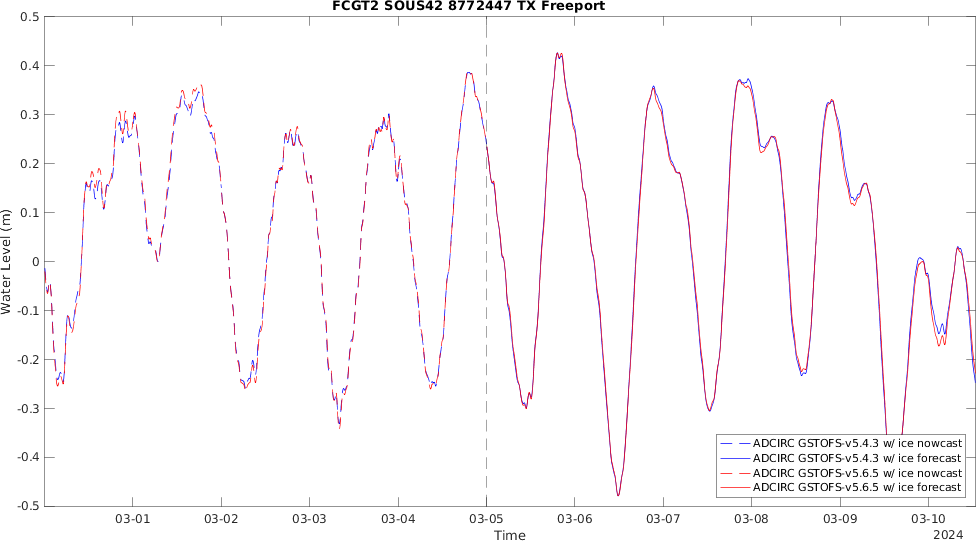 FCGT2 SOUS42 8772447 TX Freeport
0.5
0.4
0.3
0.2
0.1
0
-0.1
-0.2
-0.3
-0.4
-0.5
Water Level (m)
ADCIRC GSTOFS-v5.4.3 w/ ice nowcast
ADCIRC GSTOFS-v5.4.3 w/ ice forecast
ADCIRC GSTOFS-v5.6.5 w/ ice nowcast
ADCIRC GSTOFS-v5.6.5 w/ ice forecast
03-01 03-02 03-03 03-04 03-05 03-06 03-07 03-08 03-09 03-10
Time
2024